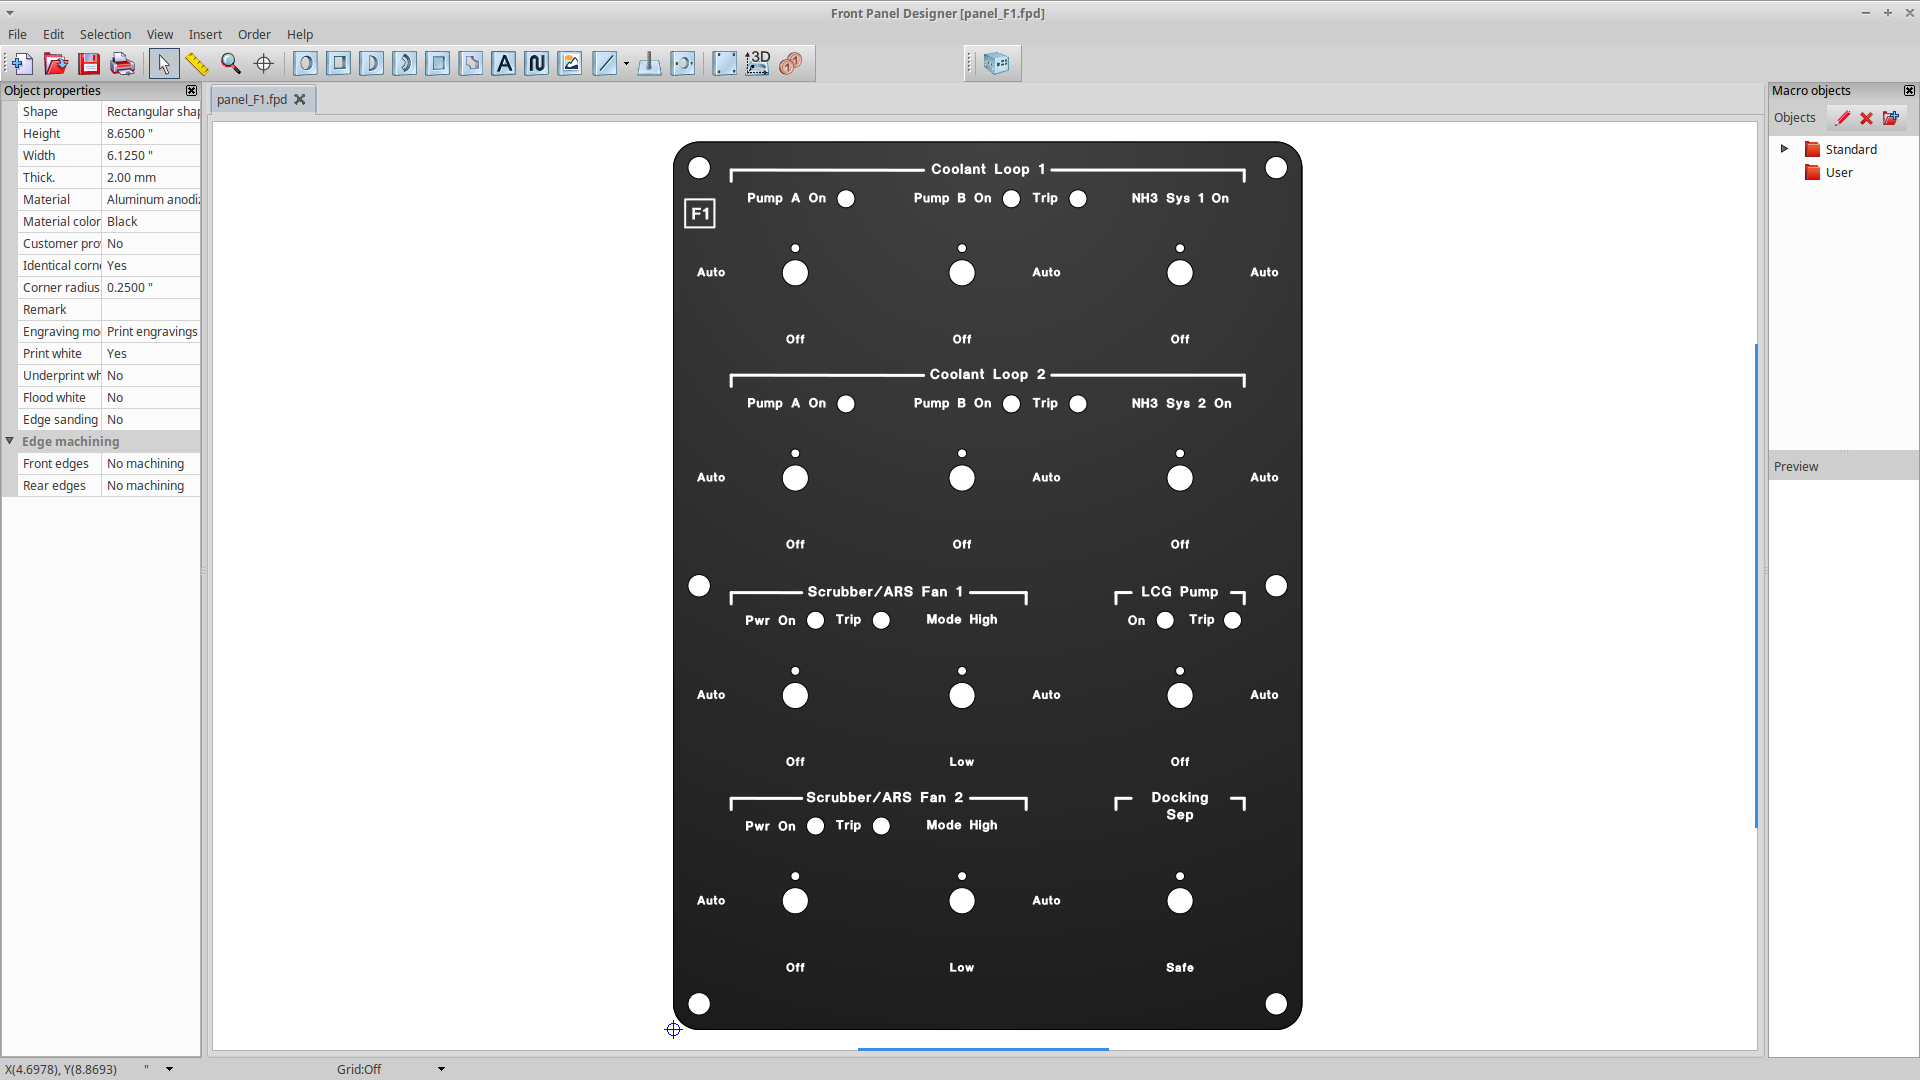 Front Panel Designer [panel_F1.fpd]
File Edit Selection View Insert Order Help
3D
Object properties
Shape Rectangular shap
Height 8.6500 "
Width 6.1250 "
Thick. 2.00 mm
Material Aluminum anodiz
Material color Black
Customer pro No
Identical corn Yes
Corner radius 0.2500 "
Remark
Engraving mo Print engravings
Print white Yes
Underprint wh No
Flood white No
Edge sanding No
Edge machining
Front edges No machining
Rear edges No machining
panel_F1.fpd
Coolant Loop 1
Pump A On Pump B On Trip NH3 Sys 1 On
F1
Auto Auto Auto
Off Off Off
Coolant Loop 2
Pump A On Pump B On Trip NH3 Sys 2 On
Auto Auto Auto
Off Off Off
Scrubber/ARS Fan 1 LCG Pump
Pwr On Trip Mode High On Trip
Auto Auto Auto
Off Low Off
Scrubber/ARS Fan 2 Docking
Sep
Pwr On Trip Mode High
Auto Auto
Off Low Safe
Macro objects
Objects
Standard
User
Preview
X(4.6978), Y(8.8693) " Grid:Off